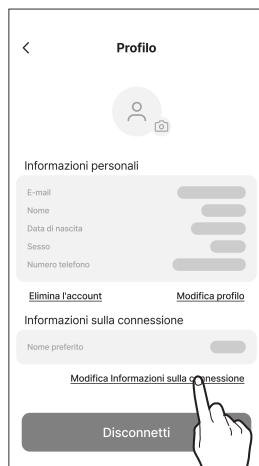 Profilo
Informazioni personali
E-mail
Nome
Data di nascita
Sesso
Numero telefono
Elimina l'account Modifica profilo
Informazioni sulla connessione
Nome preferito
Modifica Informazioni sulla connessione
Disconnetti